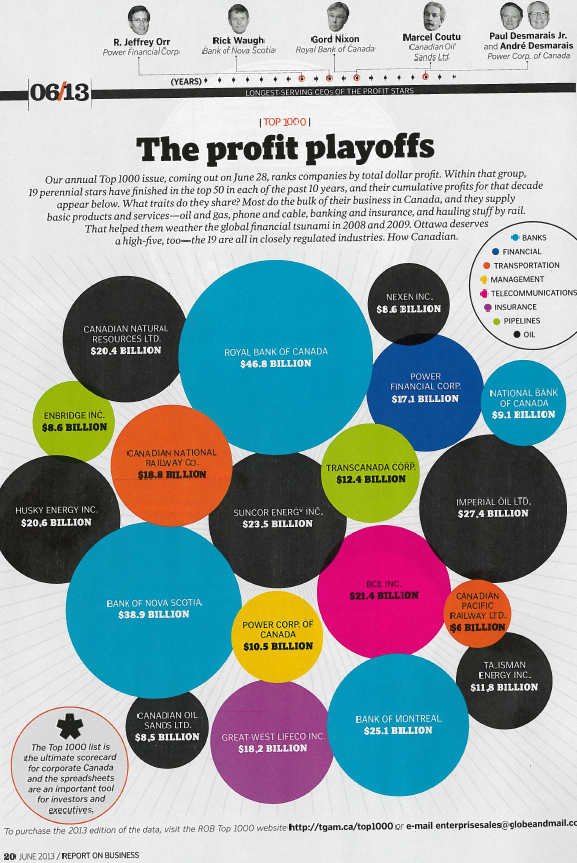 R. Jeffrey Orr
Power Financial Corp
Rick Waugh
Bank of Nova Scotia
Gord Nixon
Royal Bank of Canada
Marcel Coutu
Canadian Oil
Sands Ltd.
Paul Desmarais Jr.
and André Desmarais
Power Corp. of Canada
(YEARS)
06/13
LONGEST-SERVING CEOs OF THE PROFIT STARS
| TOP 1000 |
The profit playoffs
Our annual Top 1000 issue, coming out on June 28, ranks companies by total dollar profit. Within that group,
19 perennial stars have finished in the top 50 in each of the past 10 years, and their cumulative profits for that decade
appear below. What traits do they share? Most do the bulk of their business in Canada, and they supply
basic products and services—oil and gas, phone and cable, banking and insurance, and hauling stuff by rail.
That helped them weather the global financial tsunami in 2008 and 2009. Ottawa deserves
a high-five, too—the 19 are all in closely regulated industries. How Canadian.
BANKS
FINANCIAL
TRANSPORTATION
MANAGEMENT
TELECOMMUNICATIONS
INSURANCE
PIPELINES
OIL
NEXEN INC.
$8.6 BILLION
CANADIAN NATURAL
RESOURCES LTD.
$20.4 BILLION
ROYAL BANK OF CANADA
$46.8 BILLION
POWER
FINANCIAL CORP.
$17.1 BILLION
NATIONAL BANK
OF CANADA
$9.1 BILLION
ENBRIDGE INC.
$8.6 BILLION
CANADIAN NATIONAL
RAILWAY CO.
$18.8 BILLION
TRANSCANADA CORP.
$12.4 BILLION
HUSKY ENERGY INC.
$20.6 BILLION
SUNCOR ENERGY INC.
$23.5 BILLION
IMPERIAL OIL LTD.
$27.4 BILLION
BANK OF NOVA SCOTIA
$38.9 BILLION
BCE INC.
$21.4 BILLION
CANADIAN
PACIFIC
RAILWAY LTD.
$6 BILLION
POWER CORP. OF
CANADA
$10.5 BILLION
TALISMAN
ENERGY INC.
$11.8 BILLION
CANADIAN OIL
SANDS LTD.
$8.5 BILLION
GREAT-WEST LIFECO INC.
$18.2 BILLION
BANK OF MONTREAL
$25.1 BILLION
*
The Top 1000 list is
the ultimate scorecard
for corporate Canada
and the spreadsheets
are an important tool
for investors and
executives.
To purchase the 2013 edition of the data, visit the ROB Top 1000 website http://tgam.ca/top1000 or e-mail enterprisesales@globeandmail.co
20 JUNE 2013 / REPORT ON BUSINESS